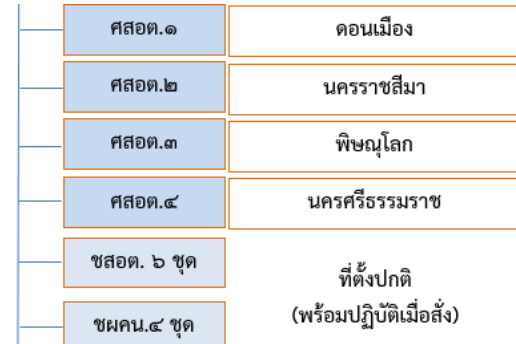 ศสอต.๑ ดอนเมือง
ศสอต.๒ นครราชสีมา
ศสอต.๓ พิษณุโลก
ศสอต.๔ นครศรีธรรมราช
ชสอต. ๖ ชุด
ที่ตั้งปกติ
(พร้อมปฏิบัติเมื่อสั่ง)
ชผคน.๔ ชุด